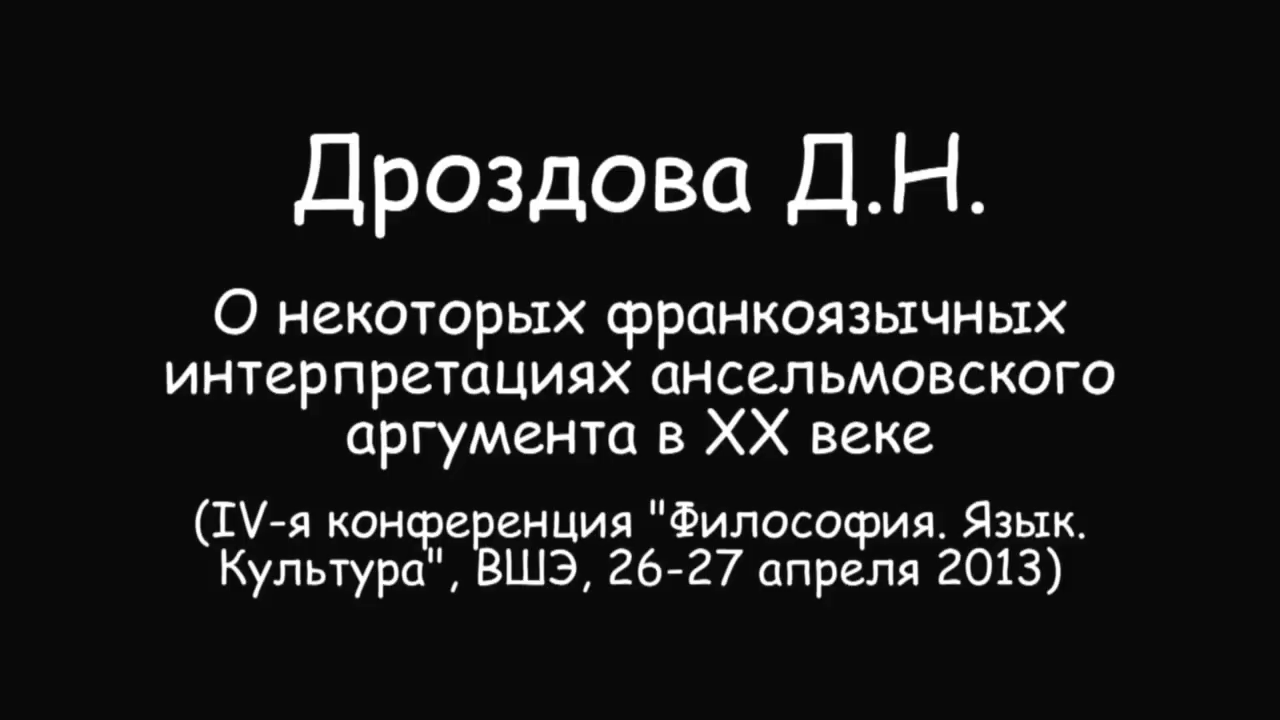 Дроздова Д.Н.
О некоторых франкоязычных
интерпретациях ансельмовского
аргумента в XX веке
(IV-я конференция "Философия. Язык.
Культура", ВШЭ, 26-27 апреля 2013)